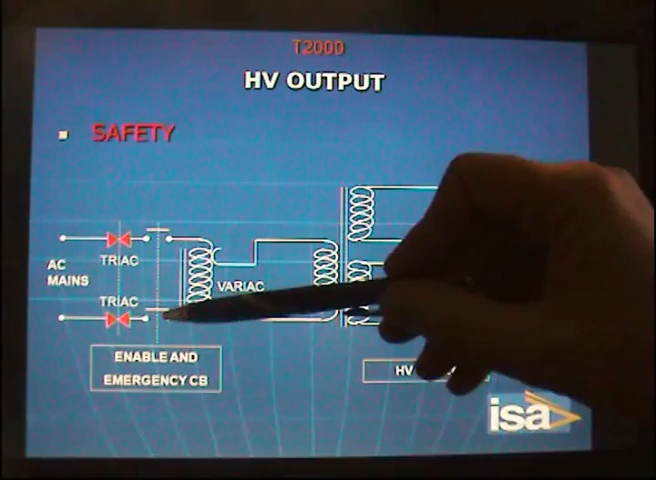 T2000
HV OUTPUT
SAFETY
AC
MAINS
TRIAC
TRIAC
VARIAC
ENABLE AND
EMERGENCY CB
HV
isa